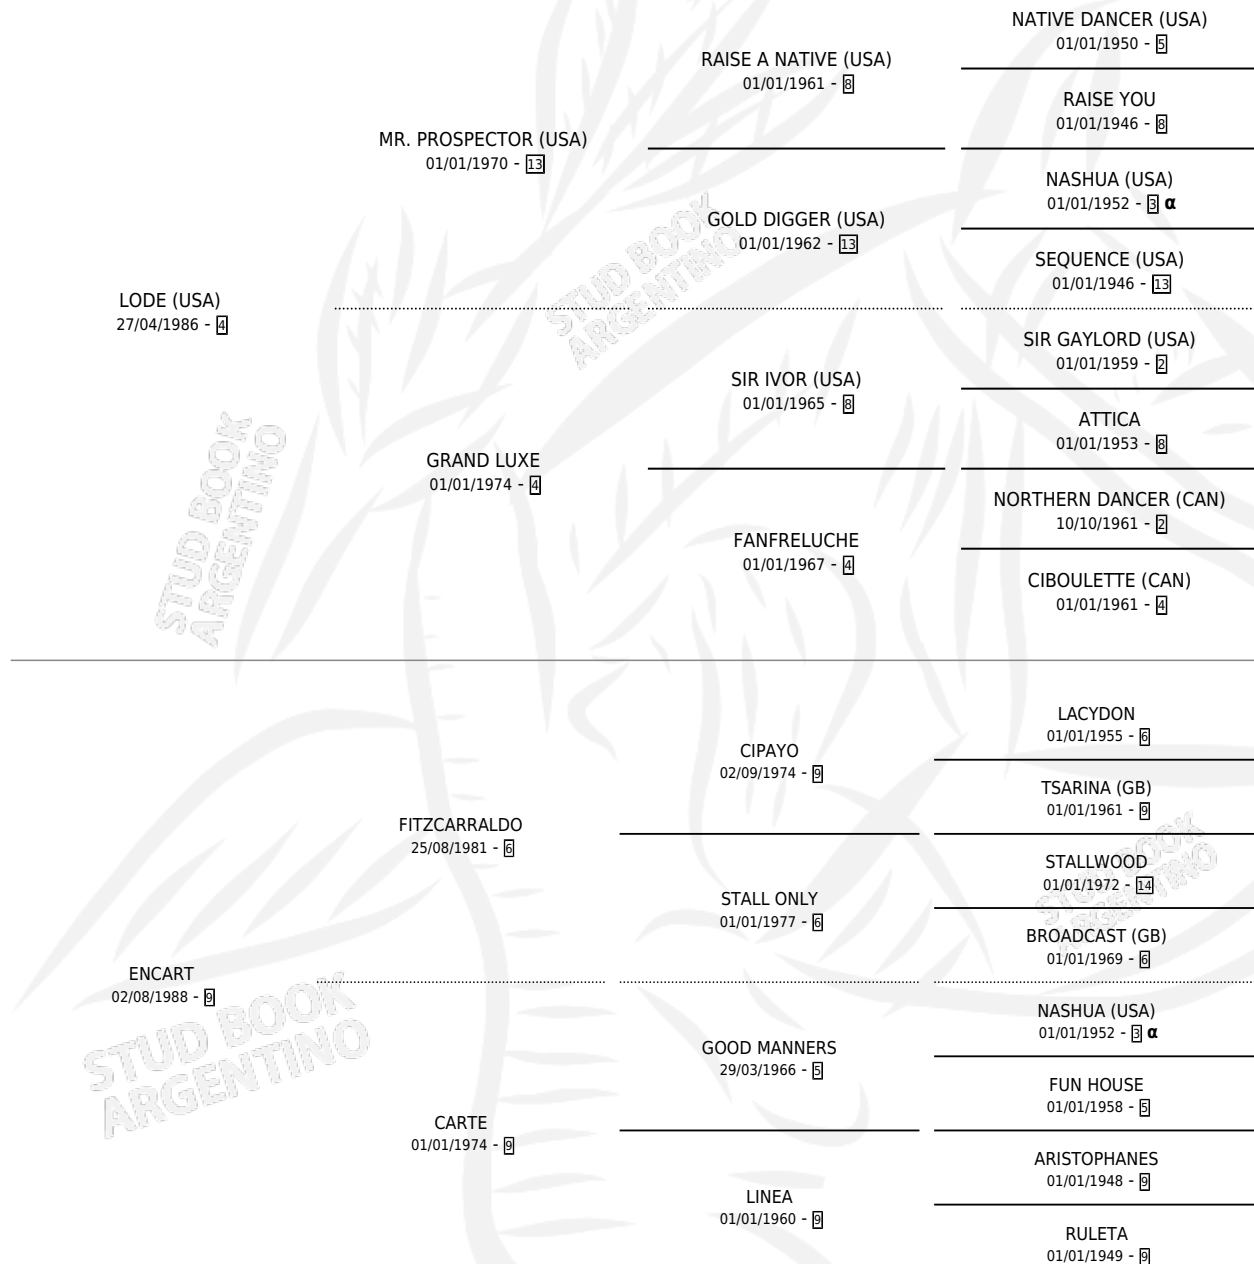 NATIVE DANCER (USA)
01/01/1950 - 5
RAISE A NATIVE (USA)
01/01/1961 - 8
RAISE YOU
01/01/1946 - 8
MR. PROSPECTOR (USA)
01/01/1970 - 13
NASHUA (USA)
01/01/1952 - 3 α
GOLD DIGGER (USA)
01/01/1962 - 13
SEQUENCE (USA)
01/01/1946 - 13
LODE (USA)
27/04/1986 - 4
SIR GAYLORD (USA)
01/01/1959 - 2
SIR IVOR (USA)
01/01/1965 - 8
ATTICA
01/01/1953 - 8
GRAND LUXE
01/01/1974 - 4
NORTHERN DANCER (CAN)
10/10/1961 - 2
FANFRELUCHE
01/01/1967 - 4
CIBOULETTE (CAN)
01/01/1961 - 4
STUD BOOK
ARGENTINO
STUD BOOK
ARGENTINO
LACYDON
01/01/1955 - 6
CIPAYO
02/09/1974 - 9
TSARINA (GB)
01/01/1961 - 9
FITZCARRALDO
25/08/1981 - 6
STALLWOOD
01/01/1972 - 14
STALL ONLY
01/01/1977 - 6
BROADCAST (GB)
01/01/1969 - 6
ENCART
02/08/1988 - 9
NASHUA (USA)
01/01/1952 - 3 α
GOOD MANNERS
29/03/1966 - 5
FUN HOUSE
01/01/1958 - 5
CARTE
01/01/1974 - 9
ARISTOPHANES
01/01/1948 - 9
LINEA
01/01/1960 - 9
RULETA
01/01/1949 - 9
STUD BOOK
ARGENTINO
STUD BOOK
ARGENTINO